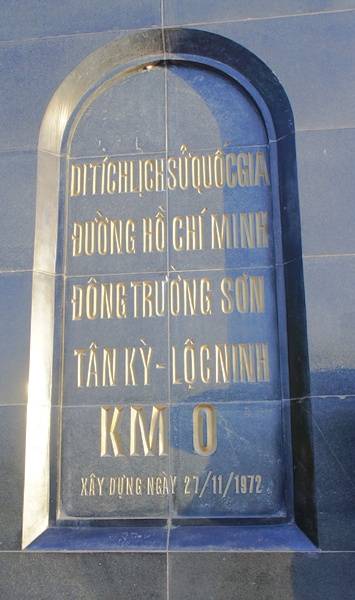 DI TÍCH LỊCH SỬ QUỐC GIA
ĐƯỜNG HỒ CHÍ MINH
ĐÔNG TRƯỜNG SƠN
TÂN KỲ - LỘC NINH
KM 0
XÂY DỰNG NGÀY 27/11/1972